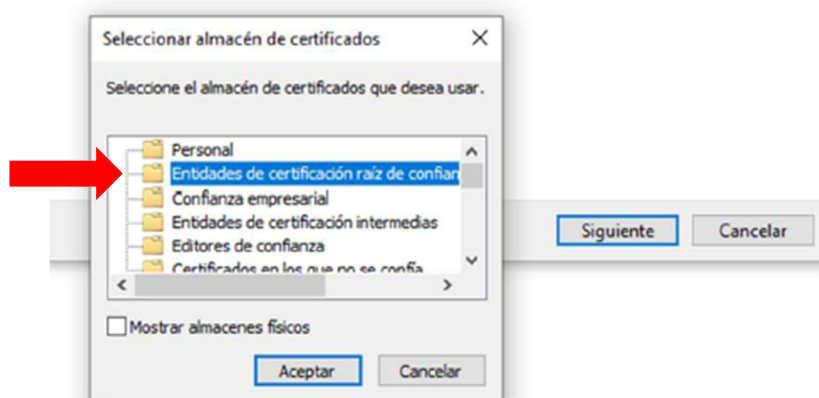 Seleccionar almacén de certificados
Seleccione el almacén de certificados que desea usar.
Personal
Entidades de certificación raíz de confian
Confianza empresarial
Entidades de certificación intermedias
Editores de confianza
Certificados en los que no se confía
Mostrar almacenes físicos
Aceptar Cancelar
Siguiente Cancelar